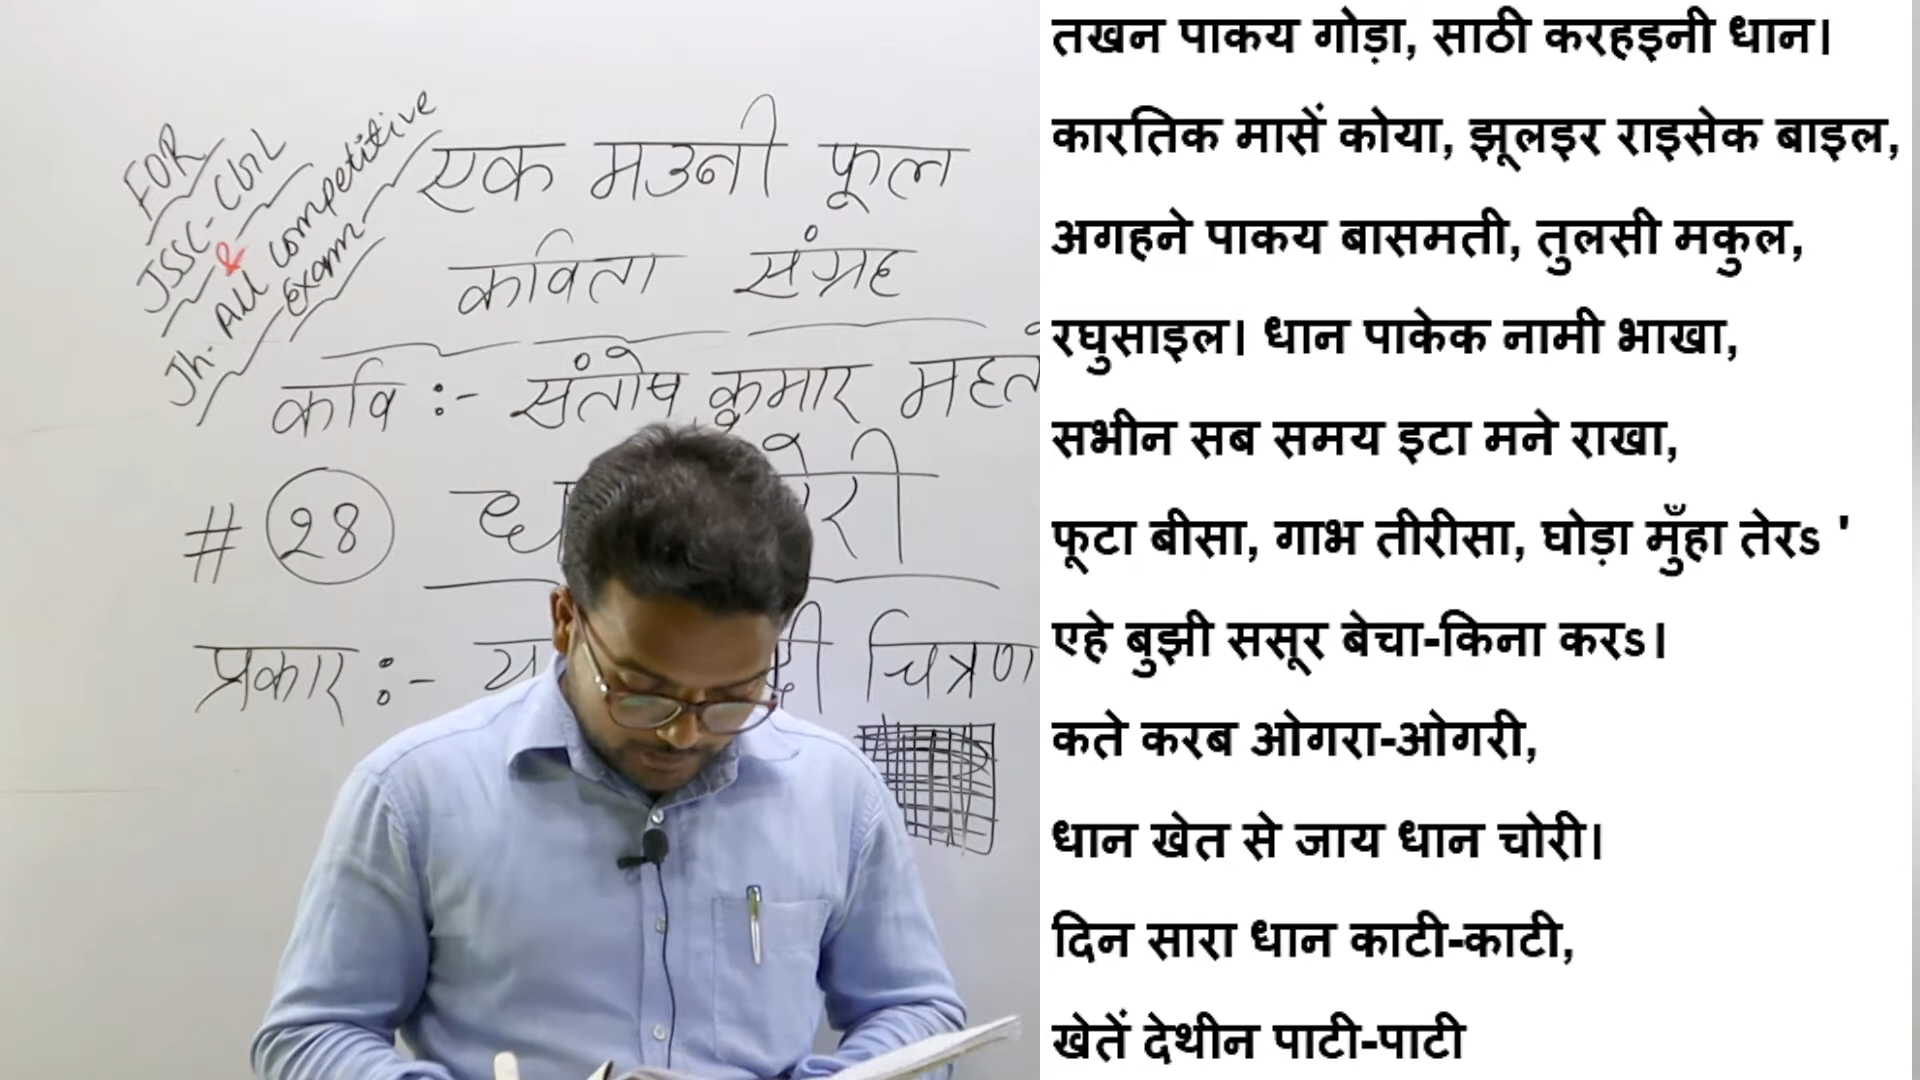 FOR
JSSC-CGL
&
Jh. All competitive
exam
एक मउनी फूल
कविता संग्रह
कवि :- संतोष कुमार
# 28
प्रकार :- चित्रण
तखन पाकय गोड़ा, साठी करहइनी धान।
कारतिक मासें कोया, झूलइर राइसेक बाइल,
अगहने पाकय बासमती, तुलसी मकुल,
रघुसाइल। धान पाकेक नामी भाखा,
सभीन सब समय इटा मने राखा,
फूटा बीसा, गाभ तीरीसा, घोड़ा मुँहा तेरs '
एहे बुझी ससूर बेचा-किना करs।
कते करब ओगरा-ओगरी,
धान खेत से जाय धान चोरी।
दिन सारा धान काटी-काटी,
खेतें देथीन पाटी-पाटी